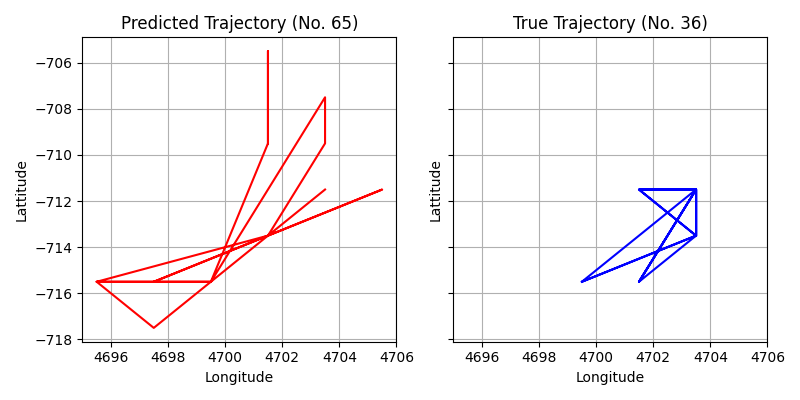 Predicted Trajectory (No. 65)
True Trajectory (No. 36)
Lattitude
−706
−708
−710
−712
−714
−716
−718
4696 4698 4700 4702 4704 4706
Longitude
Lattitude
4696 4698 4700 4702 4704 4706
Longitude